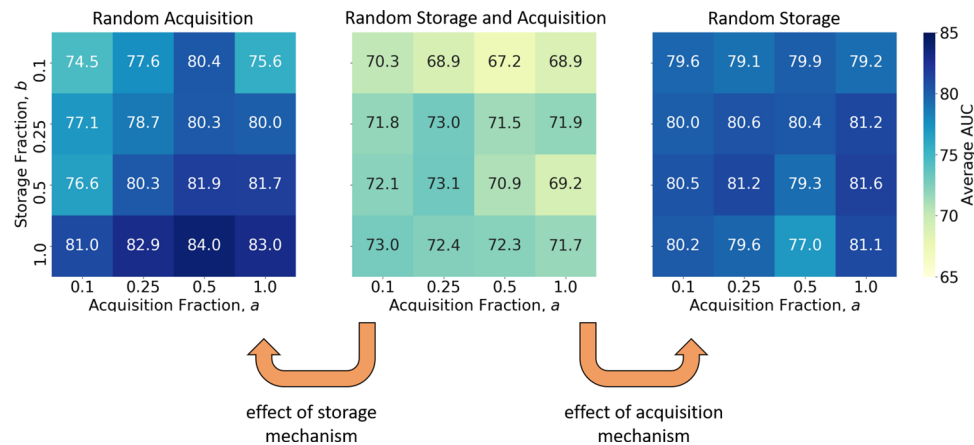 Random Acquisition
Random Storage and Acquisition
Random Storage
Storage Fraction, b
0.1
0.25
0.5
1.0
74.5 77.6 80.4 75.6
77.1 78.7 80.3 80.0
76.6 80.3 81.9 81.7
81.0 82.9 84.0 83.0
0.1 0.25 0.5 1.0
Acquisition Fraction, a
70.3 68.9 67.2 68.9
71.8 73.0 71.5 71.9
72.1 73.1 70.9 69.2
73.0 72.4 72.3 71.7
0.1 0.25 0.5 1.0
Acquisition Fraction, a
79.6 79.1 79.9 79.2
80.0 80.6 80.4 81.2
80.5 81.2 79.3 81.6
80.2 79.6 77.0 81.1
0.1 0.25 0.5 1.0
Acquisition Fraction, a
85
80
75
70
65
Average AUC
effect of storage
mechanism
effect of acquisition
mechanism